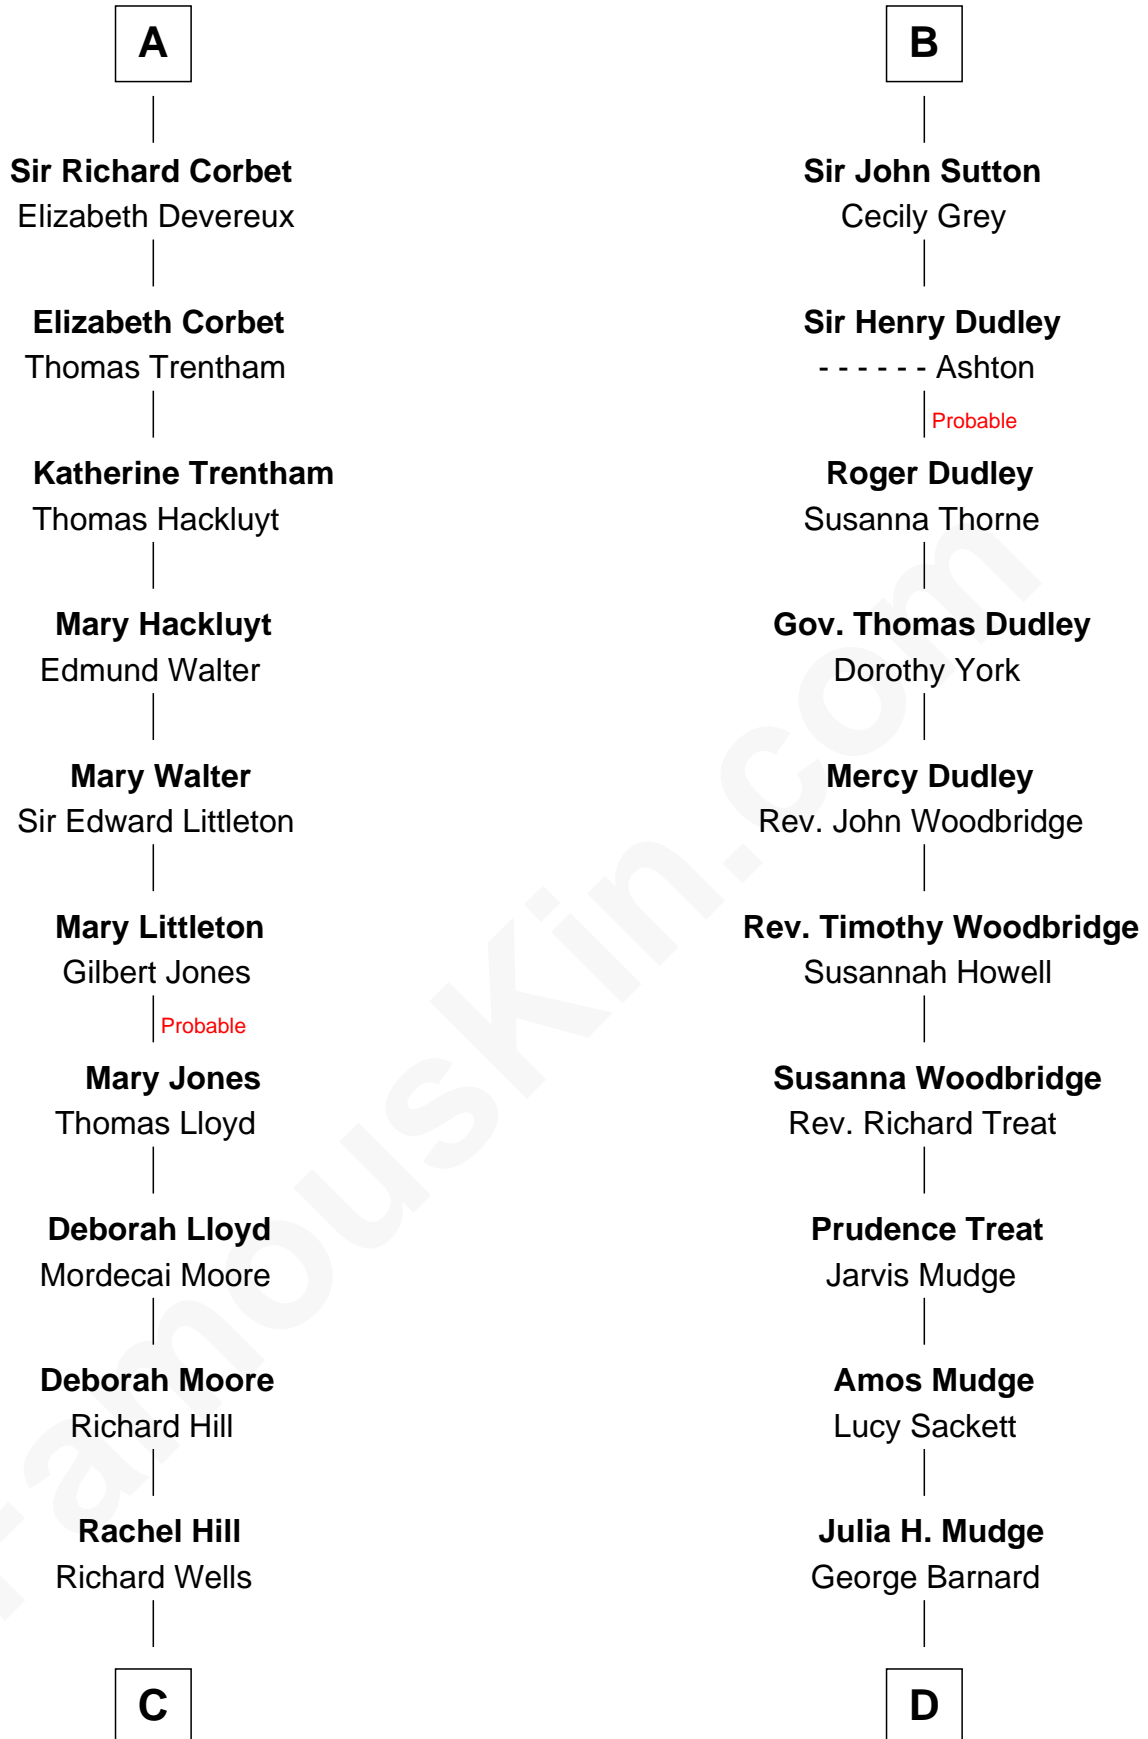 A
Sir Richard Corbet
Elizabeth Devereux
Elizabeth Corbet
Thomas Trentham
Katherine Trentham
Thomas Hackluyt
Mary Hackluyt
Edmund Walter
Mary Walter
Sir Edward Littleton
Mary Littleton
Gilbert Jones
Probable
Mary Jones
Thomas Lloyd
Deborah Lloyd
Mordecai Moore
Deborah Moore
Richard Hill
Rachel Hill
Richard Wells
C
B
Sir John Sutton
Cecily Grey
Sir Henry Dudley
- - - - - - Ashton
Probable
Roger Dudley
Susanna Thorne
Gov. Thomas Dudley
Dorothy York
Mercy Dudley
Rev. John Woodbridge
Rev. Timothy Woodbridge
Susannah Howell
Susanna Woodbridge
Rev. Richard Treat
Prudence Treat
Jarvis Mudge
Amos Mudge
Lucy Sackett
Julia H. Mudge
George Barnard
D
FamousKin.com